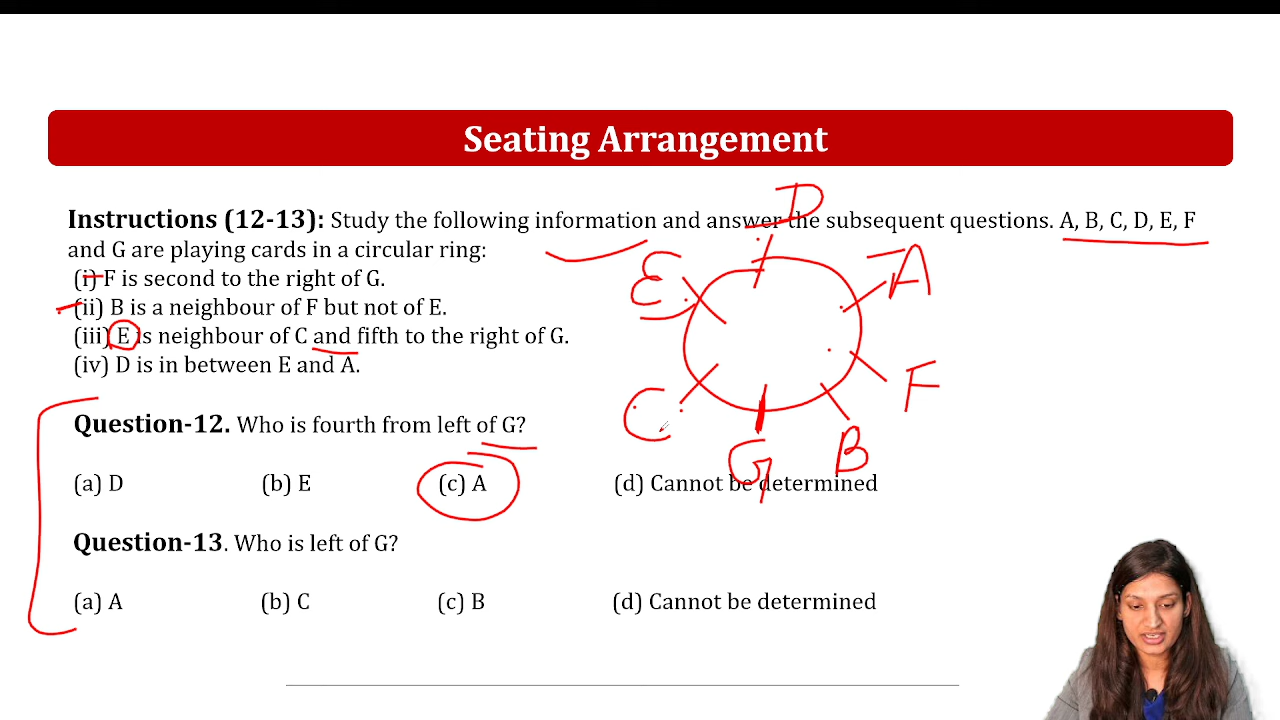 Seating Arrangement
D
Instructions (12-13): Study the following information and answer the subsequent questions. A, B, C, D, E, F
and G are playing cards in a circular ring:
E
A
(i) F is second to the right of G.
(ii) B is a neighbour of F but not of E.
(iii) E is neighbour of C and fifth to the right of G.
(iv) D is in between E and A.
F
C
Question-12. Who is fourth from left of G?
G
B
(a) D (b) E (c) A (d) Cannot be determined
Question-13. Who is left of G?
(a) A (b) C (c) B (d) Cannot be determined